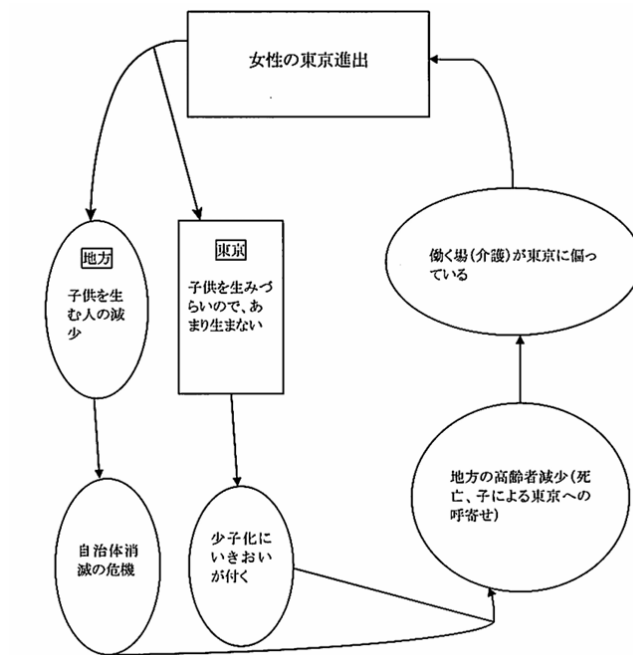 女性の東京進出
地方
子供を生
む人の減
少
東京
子供を生みづ
らいので、あ
まり生まない
働く場(介護)が東京に偏っ
ている
地方の高齢者減少(死
亡、子による東京への
呼寄せ)
自治体消
滅の危機
少子化に
いきおい
が付く